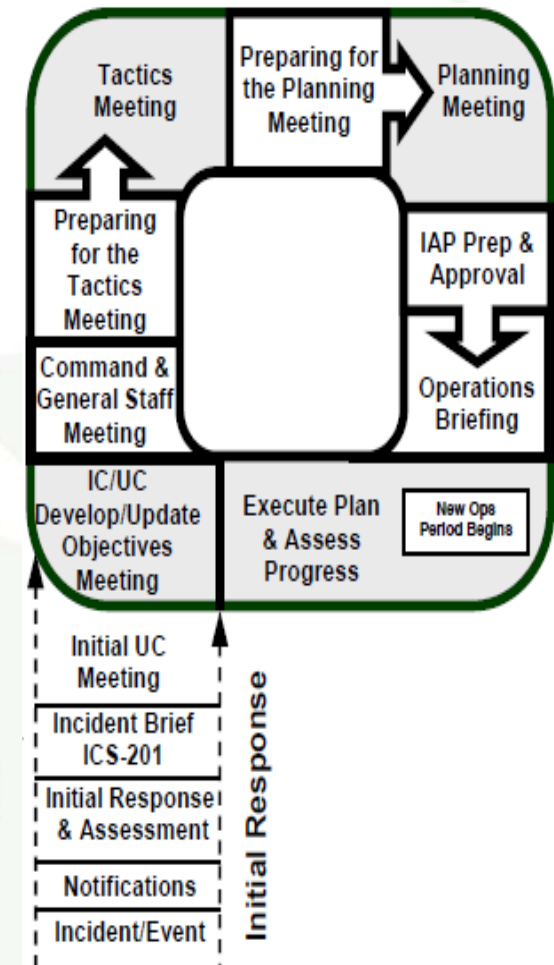 Tactics
Meeting
Preparing for
the Planning
Meeting
Planning
Meeting
Preparing
for the
Tactics
Meeting
IAP Prep &
Approval
Command &
General Staff
Meeting
Operations
Briefing
IC/UC
Develop/Update
Objectives
Meeting
Execute Plan
& Assess
Progress
New Ops
Period Begins
Initial UC
Meeting
Incident Brief
ICS-201
Initial Response
& Assessment
Notifications
Incident/Event
Initial Response